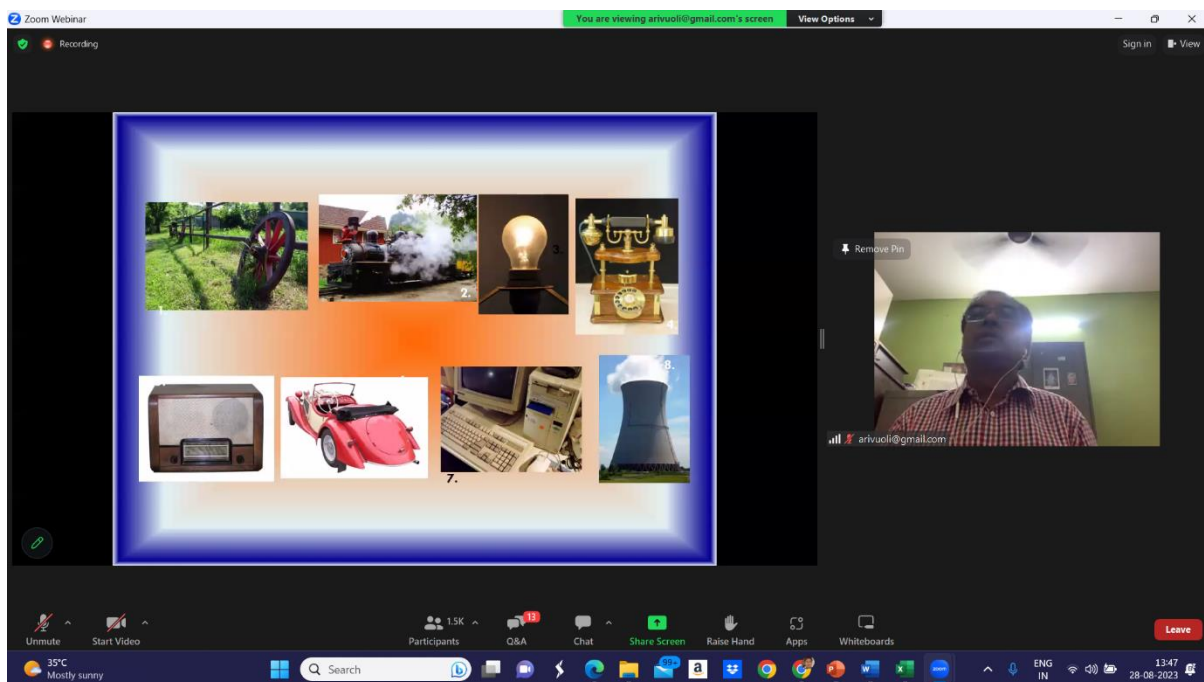 Zoom Webinar
You are viewing arivuoli@gmail.com's screen
View Options
Recording
Sign in
View
1.
2.
3.
4.
7.
8.
Remove Pin
arivuoli@gmail.com
Unmute
Start Video
1.5K
Participants
13
Q&A
Chat
Share Screen
Raise Hand
Apps
Whiteboards
Leave
35°C
Mostly sunny
Search
99+
ENG
IN
13:47
28-08-2023